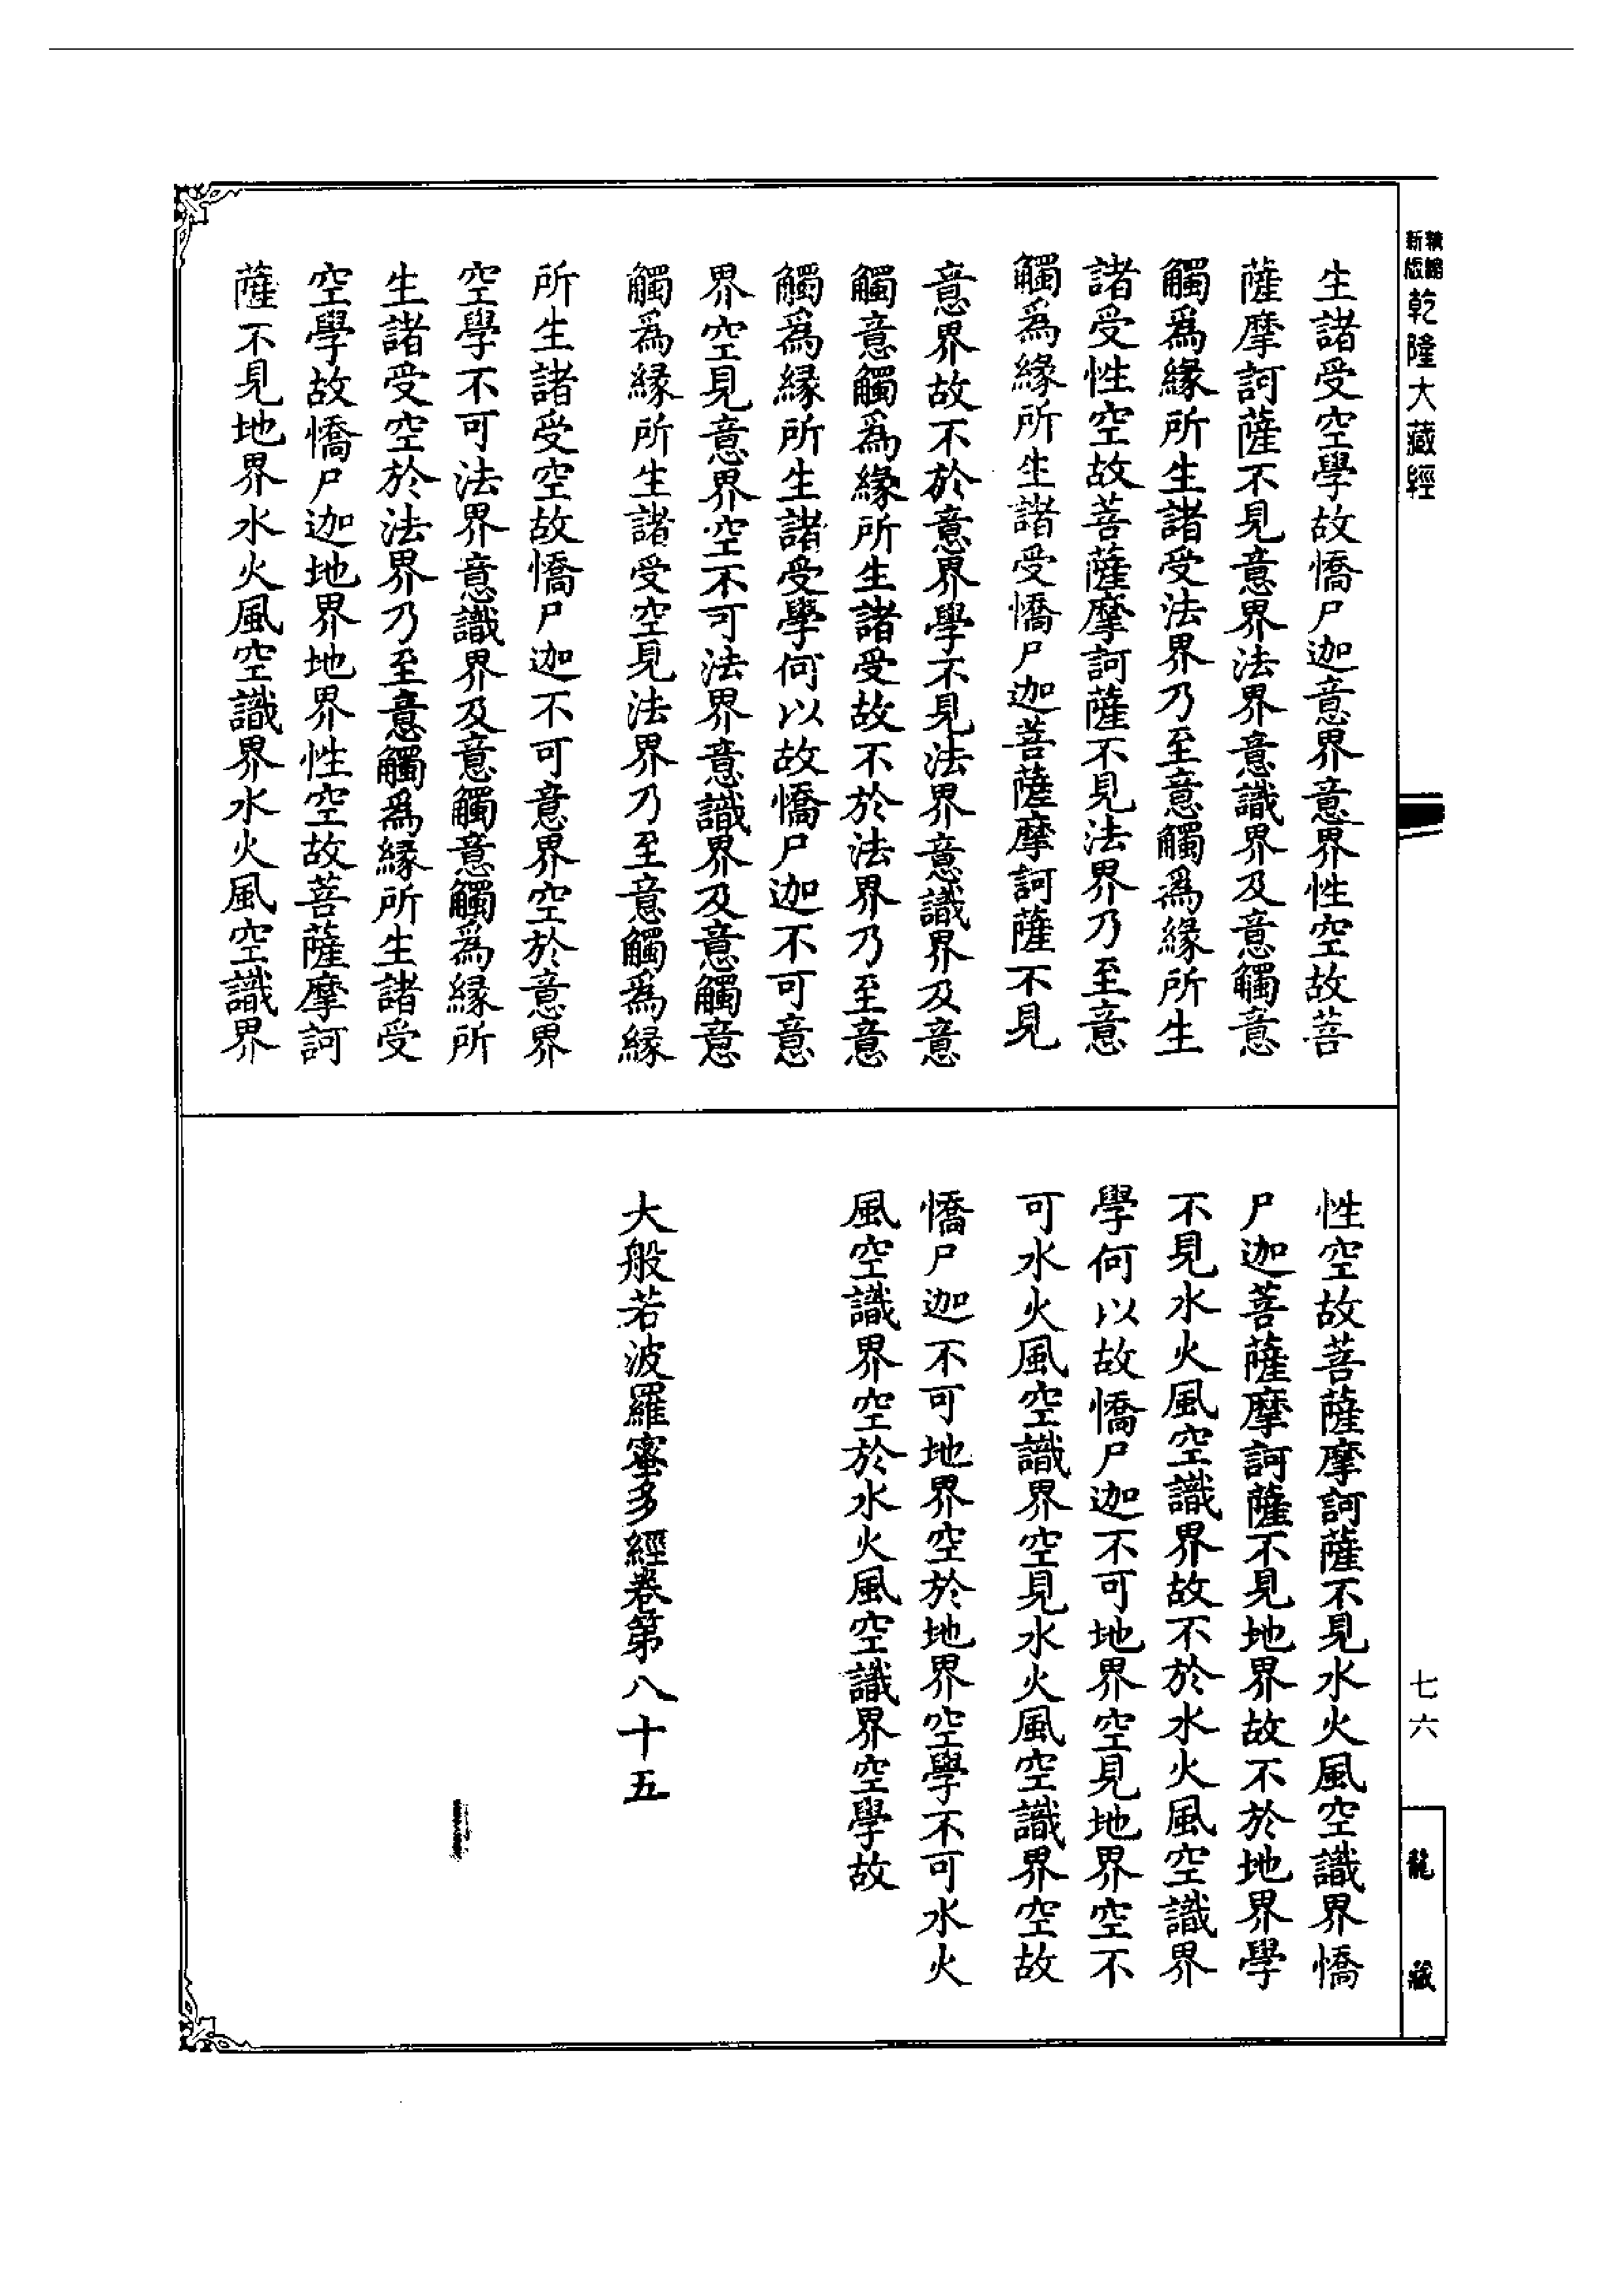 新版精縮乾隆大藏經
七六
龍藏
生諸受空學故憍尸迦意界意界性空故菩
薩摩訶薩不見意界法界意識界及意觸意
觸爲緣所生諸受法界乃至意觸爲緣所生
諸受性空故菩薩摩訶薩不見法界乃至意
觸爲緣所生諸受憍尸迦菩薩摩訶薩不見
意界故不於意界學不見法界意識界及意
觸意觸爲緣所生諸受故不於法界乃至意
觸爲緣所生諸受學何以故憍尸迦不可意
界空見意界空不可法界意識界及意觸意
觸爲緣所生諸受空見法界乃至意觸爲緣
所生諸受空故憍尸迦不可意界空於意界
空學不可法界意識界及意觸意觸爲緣所
生諸受空於法界乃至意觸爲緣所生諸受
空學故憍尸迦地界地界性空故菩薩摩訶
薩不見地界水火風空識界水火風空識界
性空故菩薩摩訶薩不見水火風空識界憍
尸迦菩薩摩訶薩不見地界故不於地界學
不見水火風空識界故不於水火風空識界
學何以故憍尸迦不可地界空見地界空不
可水火風空識界空見水火風空識界空故
憍尸迦不可地界空於地界空學不可水火
風空識界空於水火風空識界空學故
大般若波羅蜜多經卷第八十五